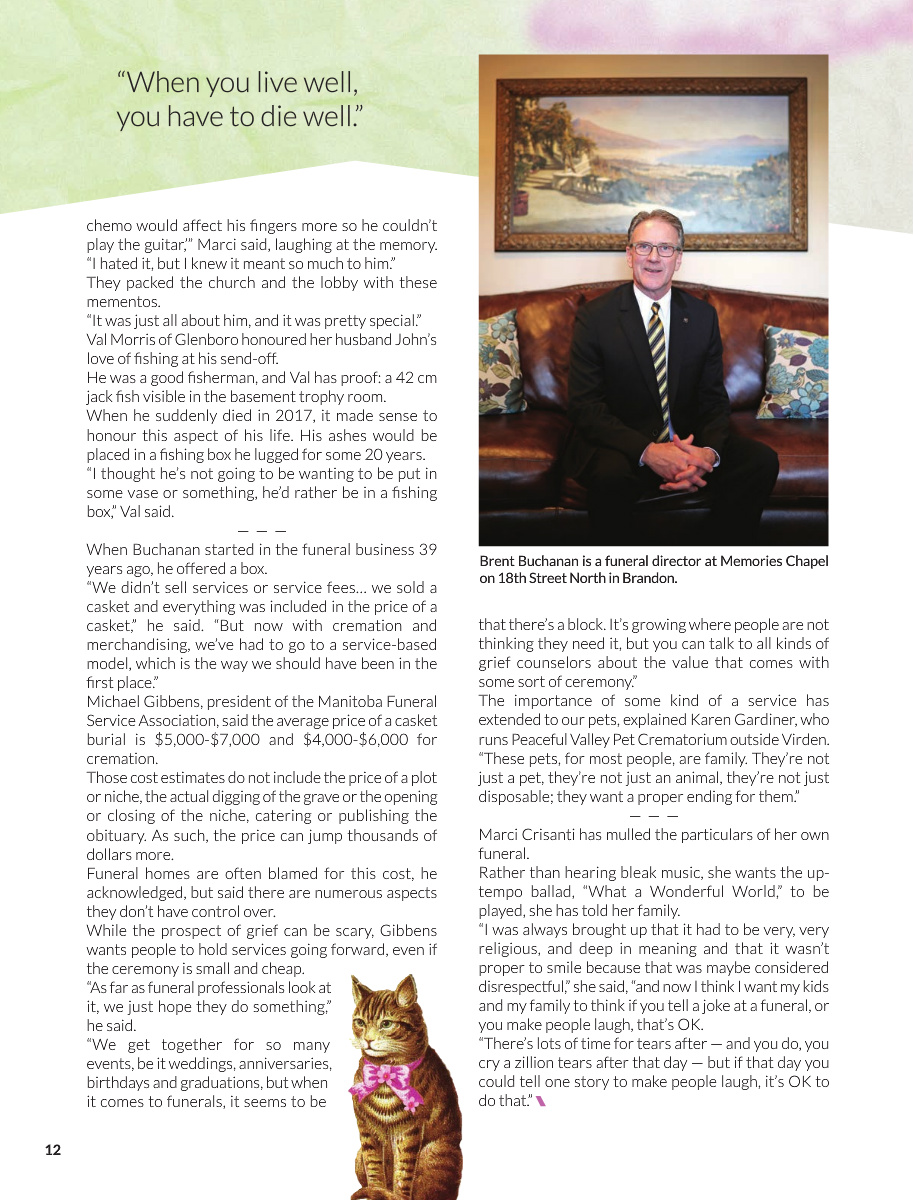 “When you live well,
you have to die well.”
chemo would affect his fingers more so he couldn’t
play the guitar,’” Marci said, laughing at the memory.
“I hated it, but I knew it meant so much to him.”
They packed the church and the lobby with these
mementos.
“It was just all about him, and it was pretty special.”
Val Morris of Glenboro honoured her husband John’s
love of fishing at his send-off.
He was a good fisherman, and Val has proof: a 42 cm
jack fish visible in the basement trophy room.
When he suddenly died in 2017, it made sense to
honour this aspect of his life. His ashes would be
placed in a fishing box he lugged for some 20 years.
“I thought he’s not going to be wanting to be put in
some vase or something, he’d rather be in a fishing
box,” Val said.
— — —
When Buchanan started in the funeral business 39
years ago, he offered a box.
“We didn’t sell services or service fees... we sold a
casket and everything was included in the price of a
casket,” he said. “But now with cremation and
merchandising, we’ve had to go to a service-based
model, which is the way we should have been in the
first place.”
Michael Gibbens, president of the Manitoba Funeral
Service Association, said the average price of a casket
burial is $5,000-$7,000 and $4,000-$6,000 for
cremation.
Those cost estimates do not include the price of a plot
or niche, the actual digging of the grave or the opening
or closing of the niche, catering or publishing the
obituary. As such, the price can jump thousands of
dollars more.
Funeral homes are often blamed for this cost, he
acknowledged, but said there are numerous aspects
they don’t have control over.
While the prospect of grief can be scary, Gibbens
wants people to hold services going forward, even if
the ceremony is small and cheap.
“As far as funeral professionals look at
it, we just hope they do something,”
he said.
“We get together for so many
events, be it weddings, anniversaries,
birthdays and graduations, but when
it comes to funerals, it seems to be
Brent Buchanan is a funeral director at Memories Chapel
on 18th Street North in Brandon.
that there’s a block. It’s growing where people are not
thinking they need it, but you can talk to all kinds of
grief counselors about the value that comes with
some sort of ceremony.”
The importance of some kind of a service has
extended to our pets, explained Karen Gardiner, who
runs Peaceful Valley Pet Crematorium outside Virden.
“These pets, for most people, are family. They’re not
just a pet, they’re not just an animal, they’re not just
disposable; they want a proper ending for them.”
— — —
Marci Crisanti has mulled the particulars of her own
funeral.
Rather than hearing bleak music, she wants the up-
tempo ballad, “What a Wonderful World,” to be
played, she has told her family.
“I was always brought up that it had to be very, very
religious, and deep in meaning and that it wasn’t
proper to smile because that was maybe considered
disrespectful,” she said, “and now I think I want my kids
and my family to think if you tell a joke at a funeral, or
you make people laugh, that’s OK.
“There’s lots of time for tears after — and you do, you
cry a zillion tears after that day — but if that day you
could tell one story to make people laugh, it’s OK to
do that.”
12